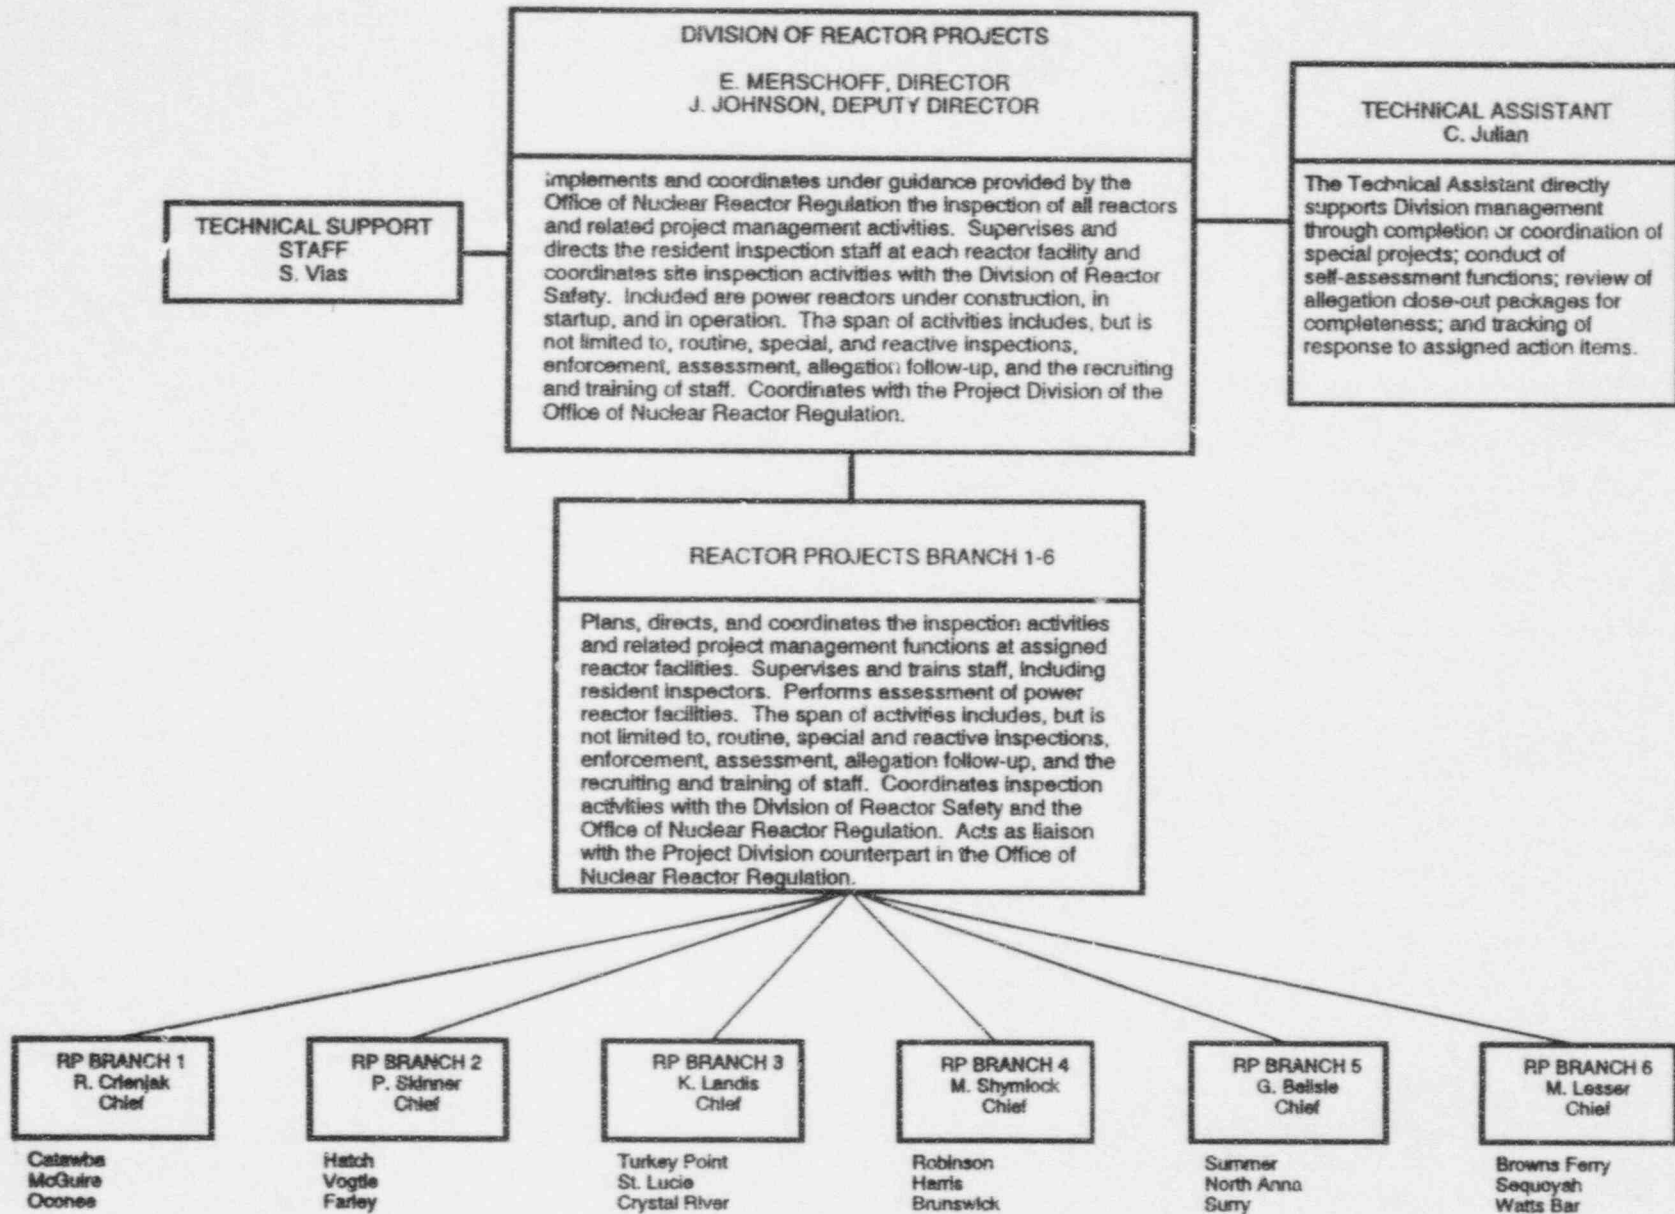 DIVISION OF REACTOR PROJECTS
E. MERSCHOFF, DIRECTOR
J. JOHNSON, DEPUTY DIRECTOR
Implements and coordinates under guidance provided by the
Office of Nuclear Reactor Regulation the inspection of all reactors
and related project management activities. Supervises and
directs the resident inspection staff at each reactor facility and
coordinates site inspection activities with the Division of Reactor
Safety. Included are power reactors under construction, in
startup, and in operation. The span of activities includes, but is
not limited to, routine, special, and reactive inspections,
enforcement, assessment, allegation follow-up, and the recruiting
and training of staff. Coordinates with the Project Division of the
Office of Nuclear Reactor Regulation.
TECHNICAL SUPPORT
STAFF
S. Vias
TECHNICAL ASSISTANT
C. Julian
The Technical Assistant directly
supports Division management
through completion or coordination of
special projects; conduct of
self-assessment functions; review of
allegation close-out packages for
completeness; and tracking of
response to assigned action items.
REACTOR PROJECTS BRANCH 1-6
Plans, directs, and coordinates the inspection activities
and related project management functions at assigned
reactor facilities. Supervises and trains staff, including
resident inspectors. Performs assessment of power
reactor facilities. The span of activities includes, but is
not limited to, routine, special and reactive inspections,
enforcement, assessment, allegation follow-up, and the
recruiting and training of staff. Coordinates inspection
activities with the Division of Reactor Safety and the
Office of Nuclear Reactor Regulation. Acts as liaison
with the Project Division counterpart in the Office of
Nuclear Reactor Regulation.
RP BRANCH 1
R. Crlenjak
Chief
Catawba
McGuire
Oconee
RP BRANCH 2
P. Skinner
Chief
Hatch
Vogtle
Farley
RP BRANCH 3
K. Landis
Chief
Turkey Point
St. Lucie
Crystal River
RP BRANCH 4
M. Shymlock
Chief
Robinson
Harris
Brunswick
RP BRANCH 5
G. Belisle
Chief
Summer
North Anna
Surry
RP BRANCH 6
M. Lesser
Chief
Browns Ferry
Sequoyah
Watts Bar